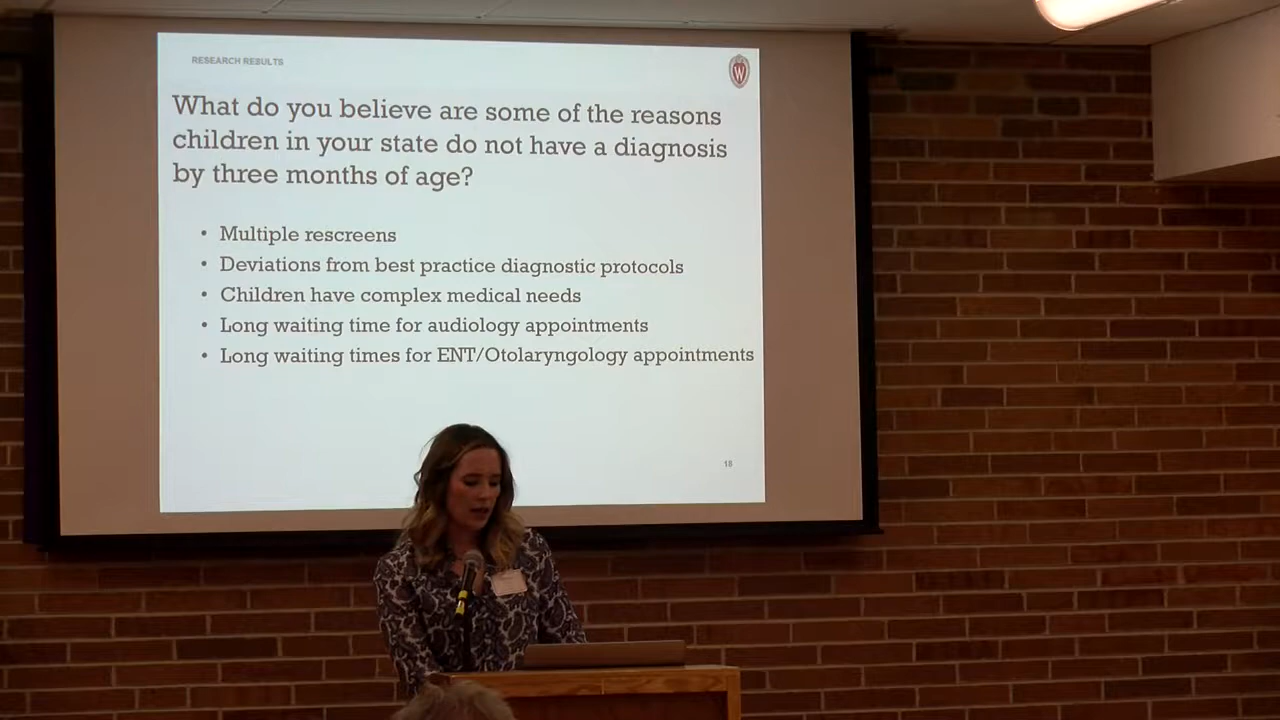 RESEARCH RESULTS
W
What do you believe are some of the reasons
children in your state do not have a diagnosis
by three months of age?
• Multiple rescreens
• Deviations from best practice diagnostic protocols
• Children have complex medical needs
• Long waiting time for audiology appointments
• Long waiting times for ENT/Otolaryngology appointments
18